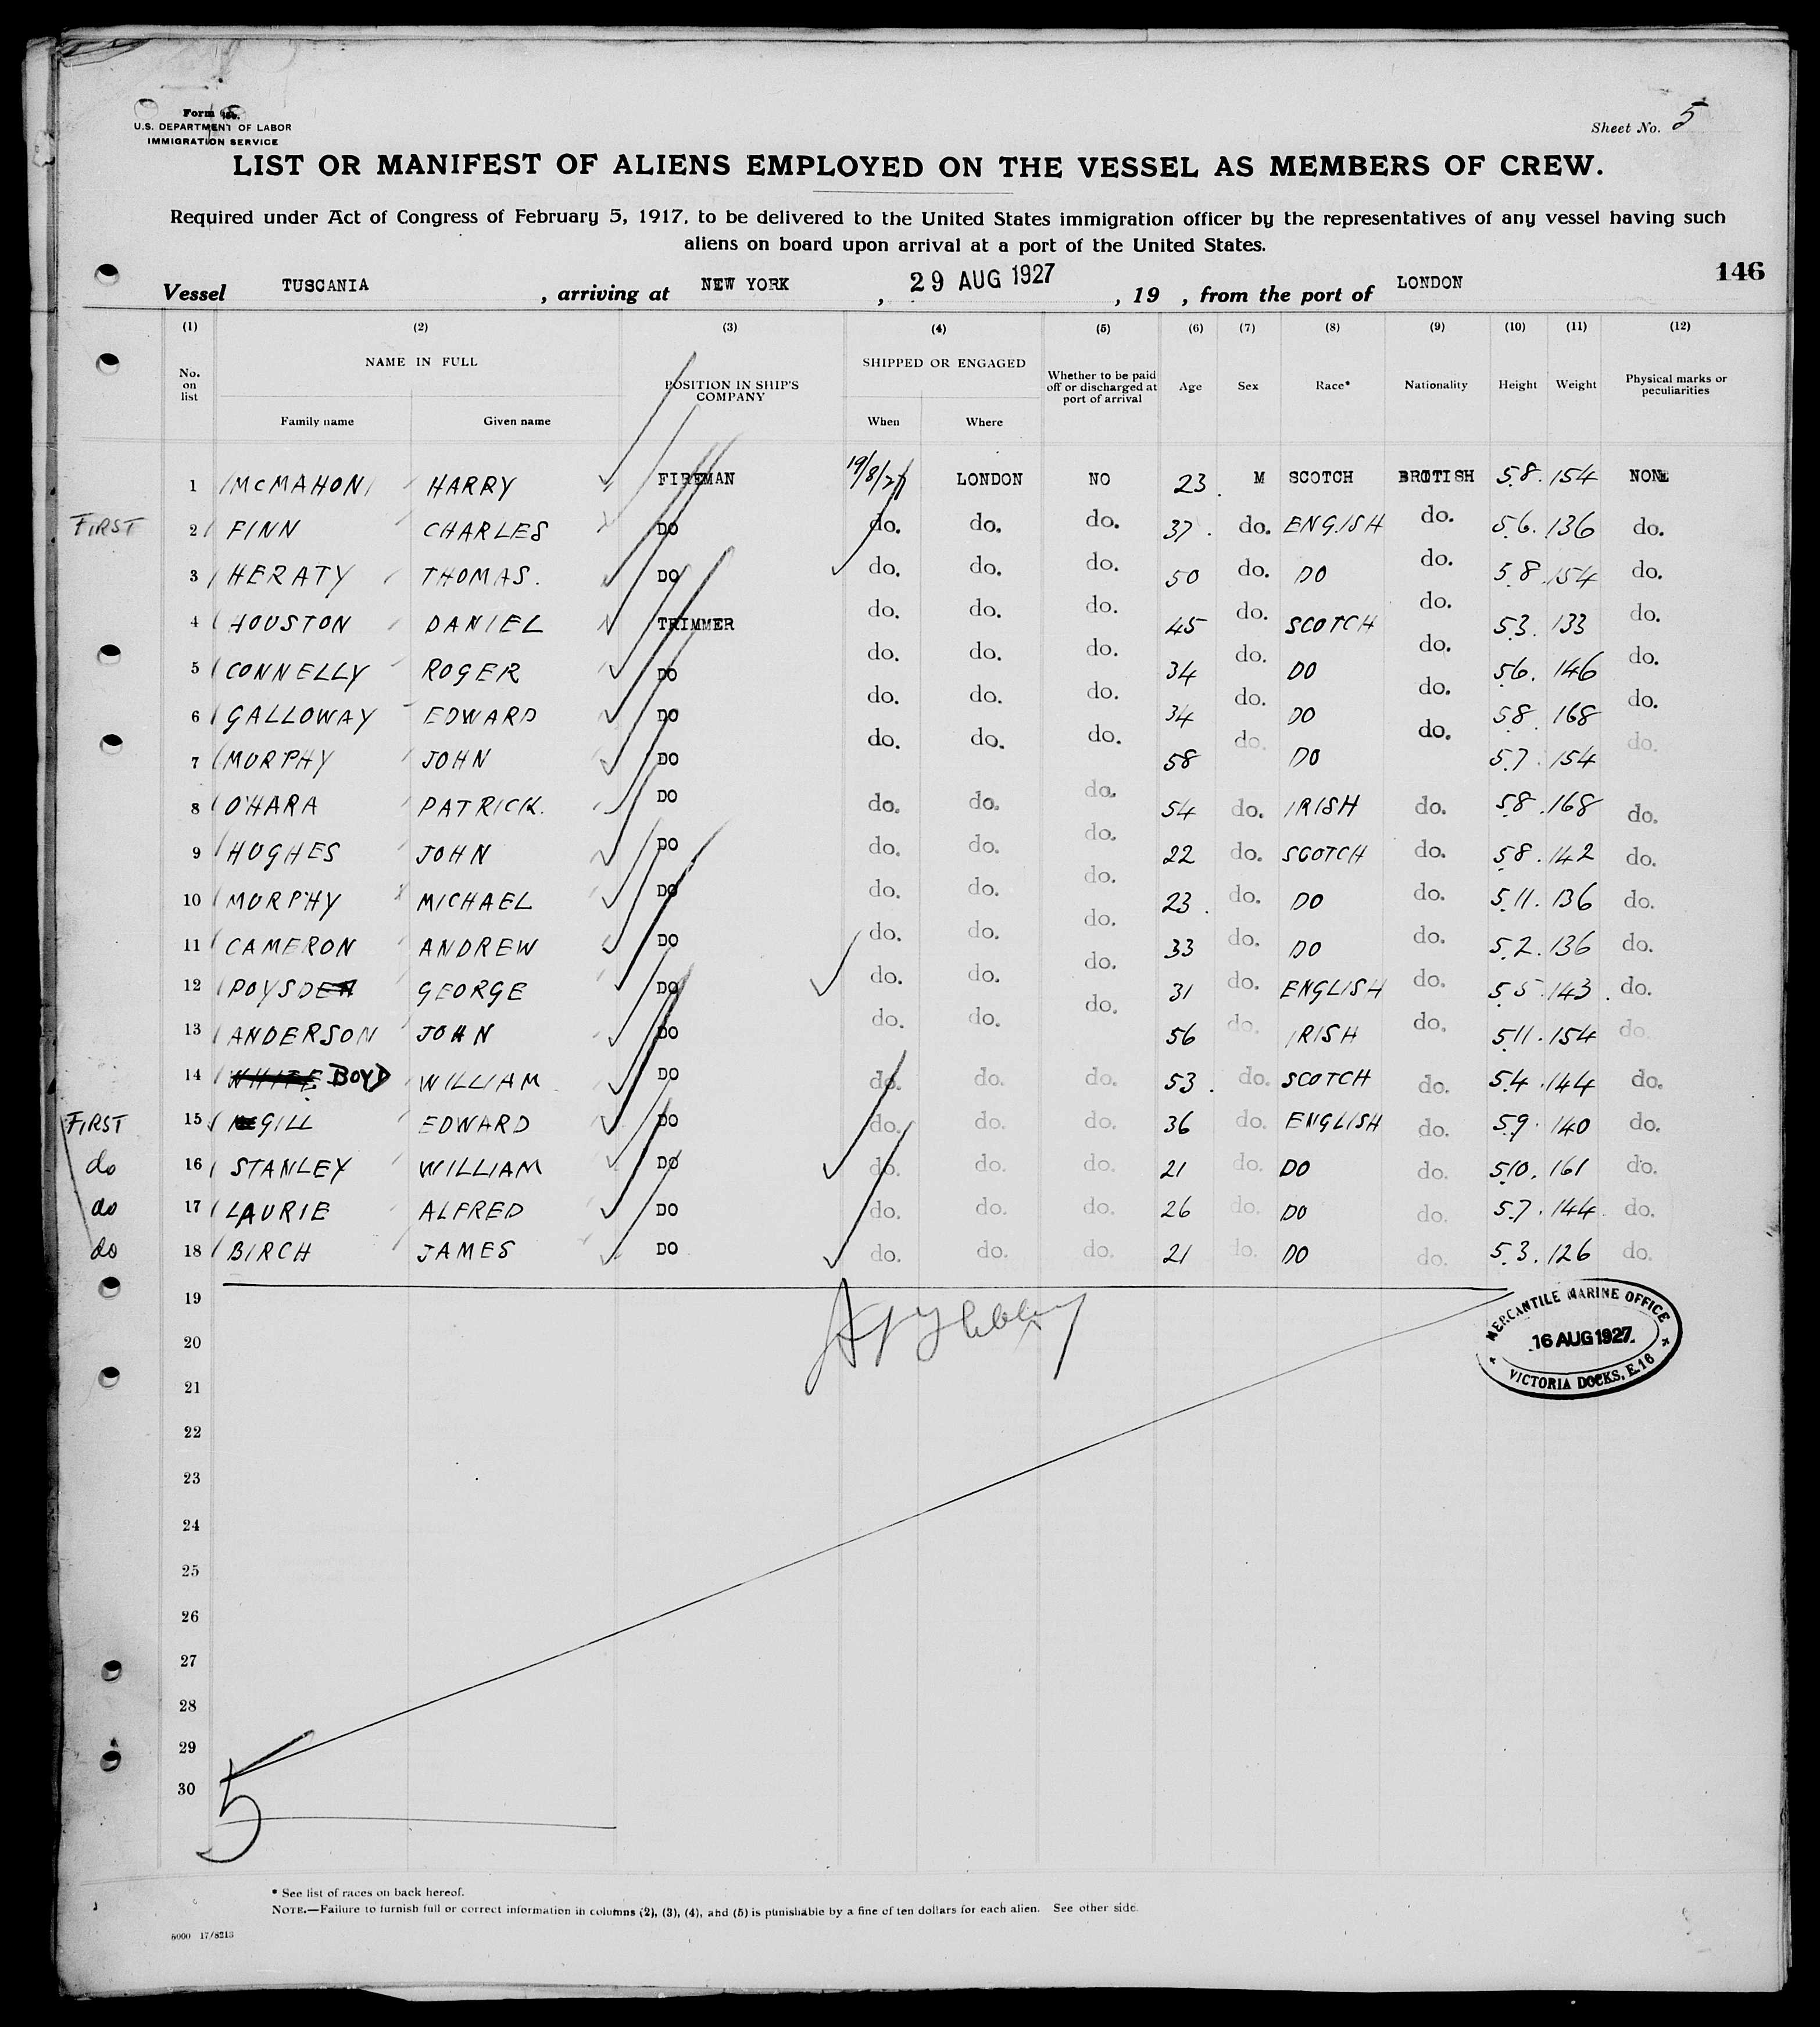 Form 680.
U.S. DEPARTMENT OF LABOR
IMMIGRATION SERVICE
Sheet No. 5
LIST OR MANIFEST OF ALIENS EMPLOYED ON THE VESSEL AS MEMBERS OF CREW.
Required under Act of Congress of February 5, 1917, to be delivered to the United States immigration officer by the representatives of any vessel having such
aliens on board upon arrival at a port of the United States.
146
Vessel TUSCANIA , arriving at NEW YORK , 29 AUG 1927 , 19 , from the port of LONDON
(1) (2) (3) (4) (5) (6) (7) (8) (9) (10) (11) (12)
No. on list NAME IN FULL Family name Given name POSITION IN SHIP'S COMPANY SHIPPED OR ENGAGED When Where Whether to be paid off or discharged at port of arrival Age Sex Race* Nationality Height Weight Physical marks or peculiarities
1 McMAHON HARRY FIREMAN 19/8/27 LONDON NO 23 M SCOTCH BRITISH 5.8. 154 NONE
FIRST 2 FINN CHARLES DO do. do. do. 37 do. ENGLISH do. 5.6. 136 do.
3 HERATY THOMAS. DO do. do. do. 50 do. DO do. 5.8 154 do.
4 HOUSTON DANIEL TRIMMER do. do. do. 45 do. SCOTCH do. 5.3. 133 do.
5 CONNELLY ROGER DO do. do. do. 34 do. DO do. 5.6. 146 do.
6 GALLOWAY EDWARD DO do. do. do. 34 do. DO do. 5.8. 168 do.
7 MURPHY JOHN DO do. do. do. 58 do. DO do. 5.7. 154 do.
8 O'HARA PATRICK. DO do. do. do. 54 do. IRISH do. 5.8. 168 do.
9 HUGHES JOHN DO do. do. do. 22 do. SCOTCH do. 5.8. 142 do.
10 MURPHY MICHAEL DO do. do. do. 23. do. DO do. 5.11. 136 do.
11 CAMERON ANDREW DO do. do. do. 33 do. DO do. 5.2. 136 do.
12 POYSDEN GEORGE DO do. do. do. 31 do. ENGLISH do. 5.5 143. do.
13 ANDERSON JOHN DO do. do. do. 56 do. IRISH do. 5.11. 154 do.
14 WHITE BOYD WILLIAM DO do. do. do. 53. do. SCOTCH do. 5.4. 144 do.
FIRST 15 GILL EDWARD DO do. do. do. 36 do. ENGLISH do. 5.9. 140 do.
do 16 STANLEY WILLIAM DO do. do. do. 21 do. DO do. 5.10. 161 do.
do 17 LAURIE ALFRED DO do. do. do. 26 do. DO do. 5.7. 144. do.
do 18 BIRCH JAMES DO do. do. do. 21 do. DO do. 5.3. 126 do.
19
20
21
22
23
24
25
26
27
28
29
30
MERCANTILE MARINE OFFICE
16 AUG 1927
VICTORIA DOCKS, E.16
5
* See list of races on back hereof.
NOTE.—Failure to furnish full or correct information in columns (2), (3), (4), and (5) is punishable by a fine of ten dollars for each alien. See other side.
5000 17/8213